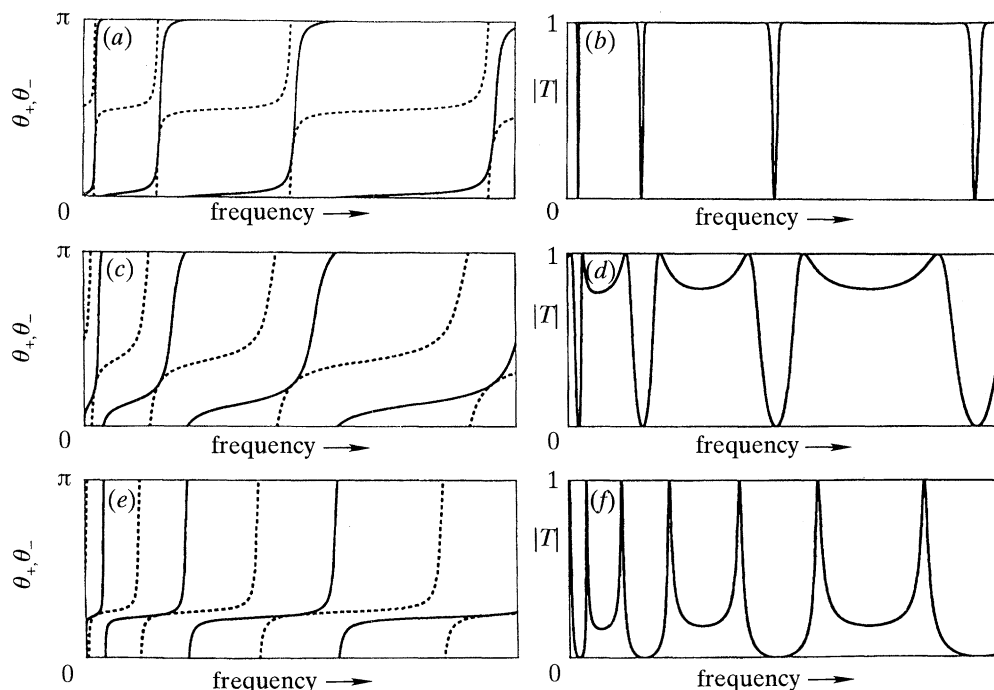 π (a) 1 (b)
θ₊,θ₋ |T|
0 frequency → 0 frequency →
π (c) 1 (d)
θ₊,θ₋ |T|
0 frequency → 0 frequency →
π (e) 1 (f)
θ₊,θ₋ |T|
0 frequency → 0 frequency →